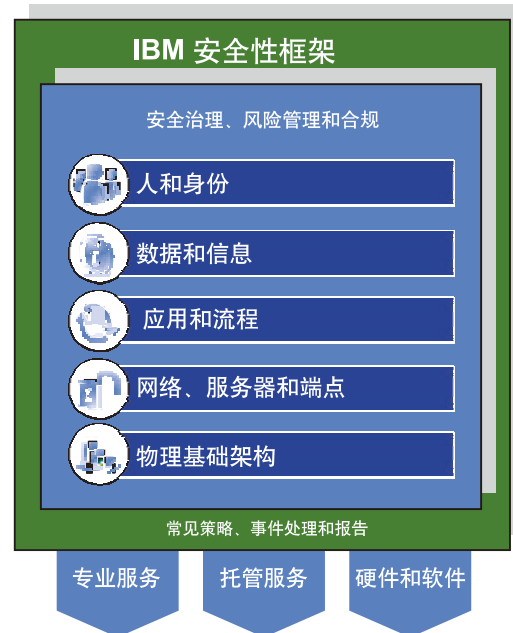 IBM 安全性框架
安全治理、风险管理和合规
人和身份
数据和信息
应用和流程
网络、服务器和端点
物理基础架构
常见策略、事件处理和报告
专业服务
托管服务
硬件和软件